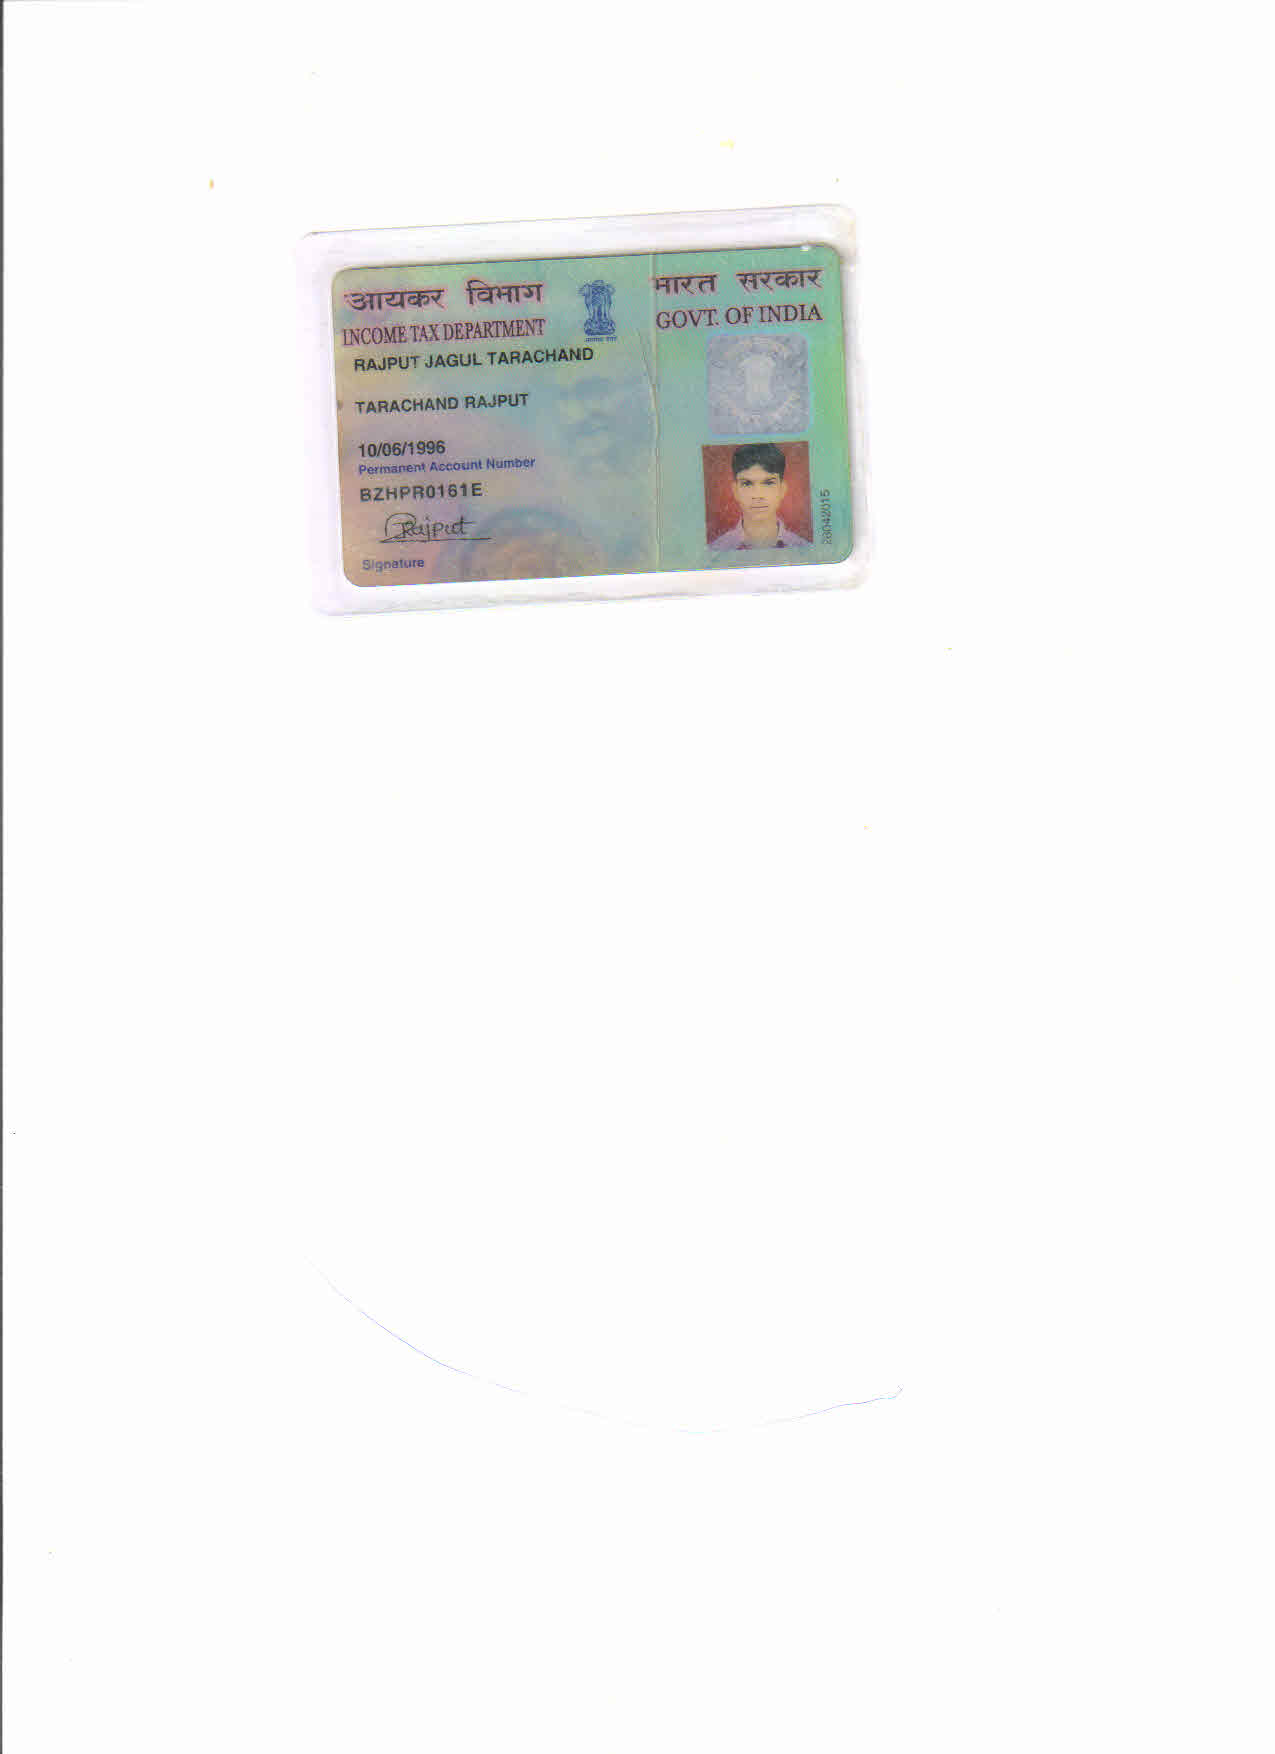 आयकर विभाग
INCOME TAX DEPARTMENT
भारत सरकार
GOVT. OF INDIA
RAJPUT JAGUL TARACHAND
TARACHAND RAJPUT
10/06/1996
Permanent Account Number
BZHPR0161E
Rajput
Signature
28042015